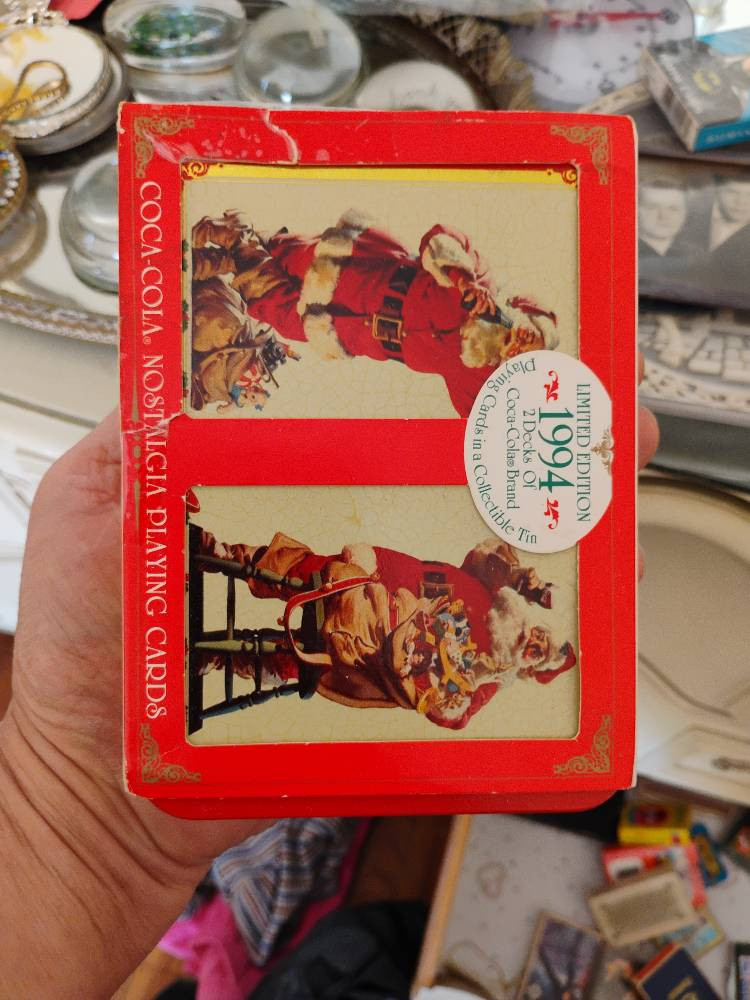 LIMITED EDITION
1994
2 Decks Of
Coca-Cola® Brand
Playing Cards in a Collectible Tin
COCA-COLA® NOSTALGIA PLAYING CARDS